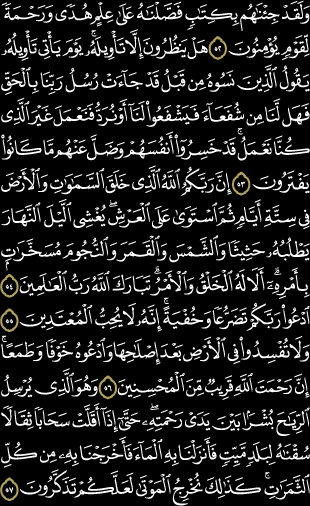 وَلَقَدْ جِئْنَٰهُم بِكِتَٰبٍ فَصَّلْنَٰهُ عَلَىٰ عِلْمٍ هُدًى وَرَحْمَةً
لِّقَوْمٍ يُؤْمِنُونَ ٥٢ هَلْ يَنظُرُونَ إِلَّا تَأْوِيلَهُۥ ۚ يَوْمَ يَأْتِى تَأْوِيلُهُۥ
يَقُولُ ٱلَّذِينَ نَسُوهُ مِن قَبْلُ قَدْ جَآءَتْ رُسُلُ رَبِّنَا بِٱلْحَقِّ
فَهَل لَّنَا مِن شُفَعَآءَ فَيَشْفَعُوا۟ لَنَآ أَوْ نُرَدُّ فَنَعْمَلَ غَيْرَ ٱلَّذِى
كُنَّا نَعْمَلُ ۚ قَدْ خَسِرُوٓا۟ أَنفُسَهُمْ وَضَلَّ عَنْهُم مَّا كَانُوا۟
يَفْتَرُونَ ٥٣ إِنَّ رَبَّكُمُ ٱللَّهُ ٱلَّذِى خَلَقَ ٱلسَّمَٰوَٰتِ وَٱلْأَرْضَ
فِى سِتَّةِ أَيَّامٍ ثُمَّ ٱسْتَوَىٰ عَلَى ٱلْعَرْشِ يُغْشِى ٱلَّيْلَ ٱلنَّهَارَ
يَطْلُبُهُۥ حَثِيثًا وَٱلشَّمْسَ وَٱلْقَمَرَ وَٱلنُّجُومَ مُسَخَّرَٰتٍۭ
بِأَمْرِهِۦٓ ۗ أَلَا لَهُ ٱلْخَلْقُ وَٱلْأَمْرُ ۗ تَبَارَكَ ٱللَّهُ رَبُّ ٱلْعَٰلَمِينَ ٥٤
ٱدْعُوا۟ رَبَّكُمْ تَضَرُّعًا وَخُفْيَةً ۚ إِنَّهُۥ لَا يُحِبُّ ٱلْمُعْتَدِينَ ٥٥
وَلَا تُفْسِدُوا۟ فِى ٱلْأَرْضِ بَعْدَ إِصْلَٰحِهَا وَٱدْعُوهُ خَوْفًا وَطَمَعًا ۚ
إِنَّ رَحْمَتَ ٱللَّهِ قَرِيبٌ مِّنَ ٱلْمُحْسِنِينَ ٥٦ وَهُوَ ٱلَّذِى يُرْسِلُ
ٱلرِّيَٰحَ بُشْرًۢا بَيْنَ يَدَىْ رَحْمَتِهِۦ ۖ حَتَّىٰٓ إِذَآ أَقَلَّتْ سَحَابًا ثِقَالًا
سُقْنَٰهُ لِبَلَدٍ مَّيِّتٍ فَأَنزَلْنَا بِهِ ٱلْمَآءَ فَأَخْرَجْنَا بِهِۦ مِن كُلِّ
ٱلثَّمَرَٰتِ ۚ كَذَٰلِكَ نُخْرِجُ ٱلْمَوْتَىٰ لَعَلَّكُمْ تَذَكَّرُونَ ٥٧